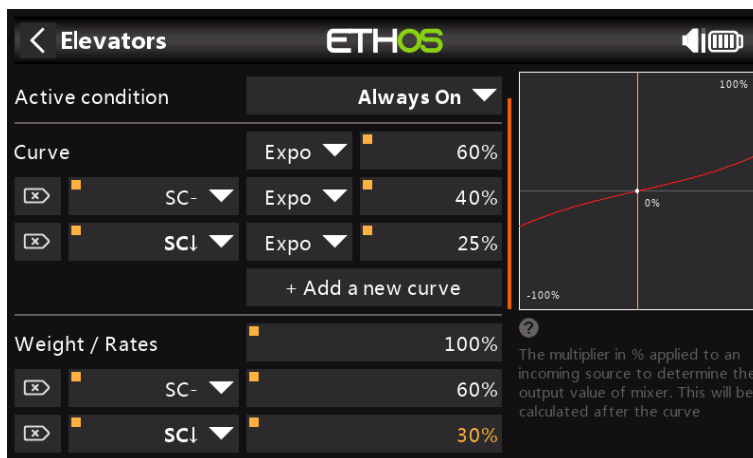 Elevators
ETHOS
Active condition Always On
Curve Expo 60%
SC- Expo 40%
SC↓ Expo 25%
+ Add a new curve
Weight / Rates 100%
SC- 60%
SC↓ 30%
100%
0%
-100%
?
The multiplier in % applied to an
incoming source to determine the
output value of mixer. This will be
calculated after the curve